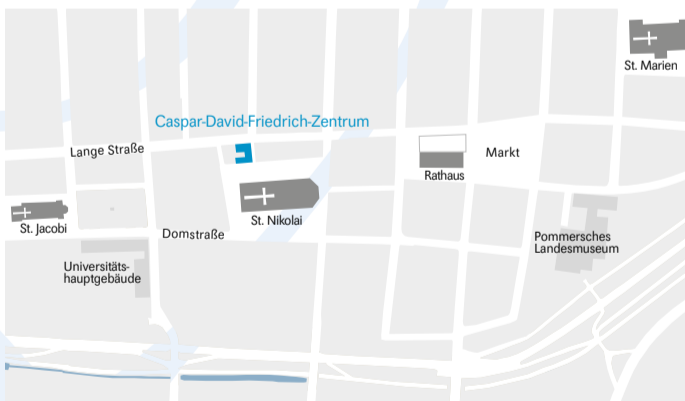 St. Marien
Caspar-David-Friedrich-Zentrum
Lange Straße
Markt
Rathaus
St. Nikolai
St. Jacobi
Domstraße
Pommersches
Landesmuseum
Universitäts-
hauptgebäude